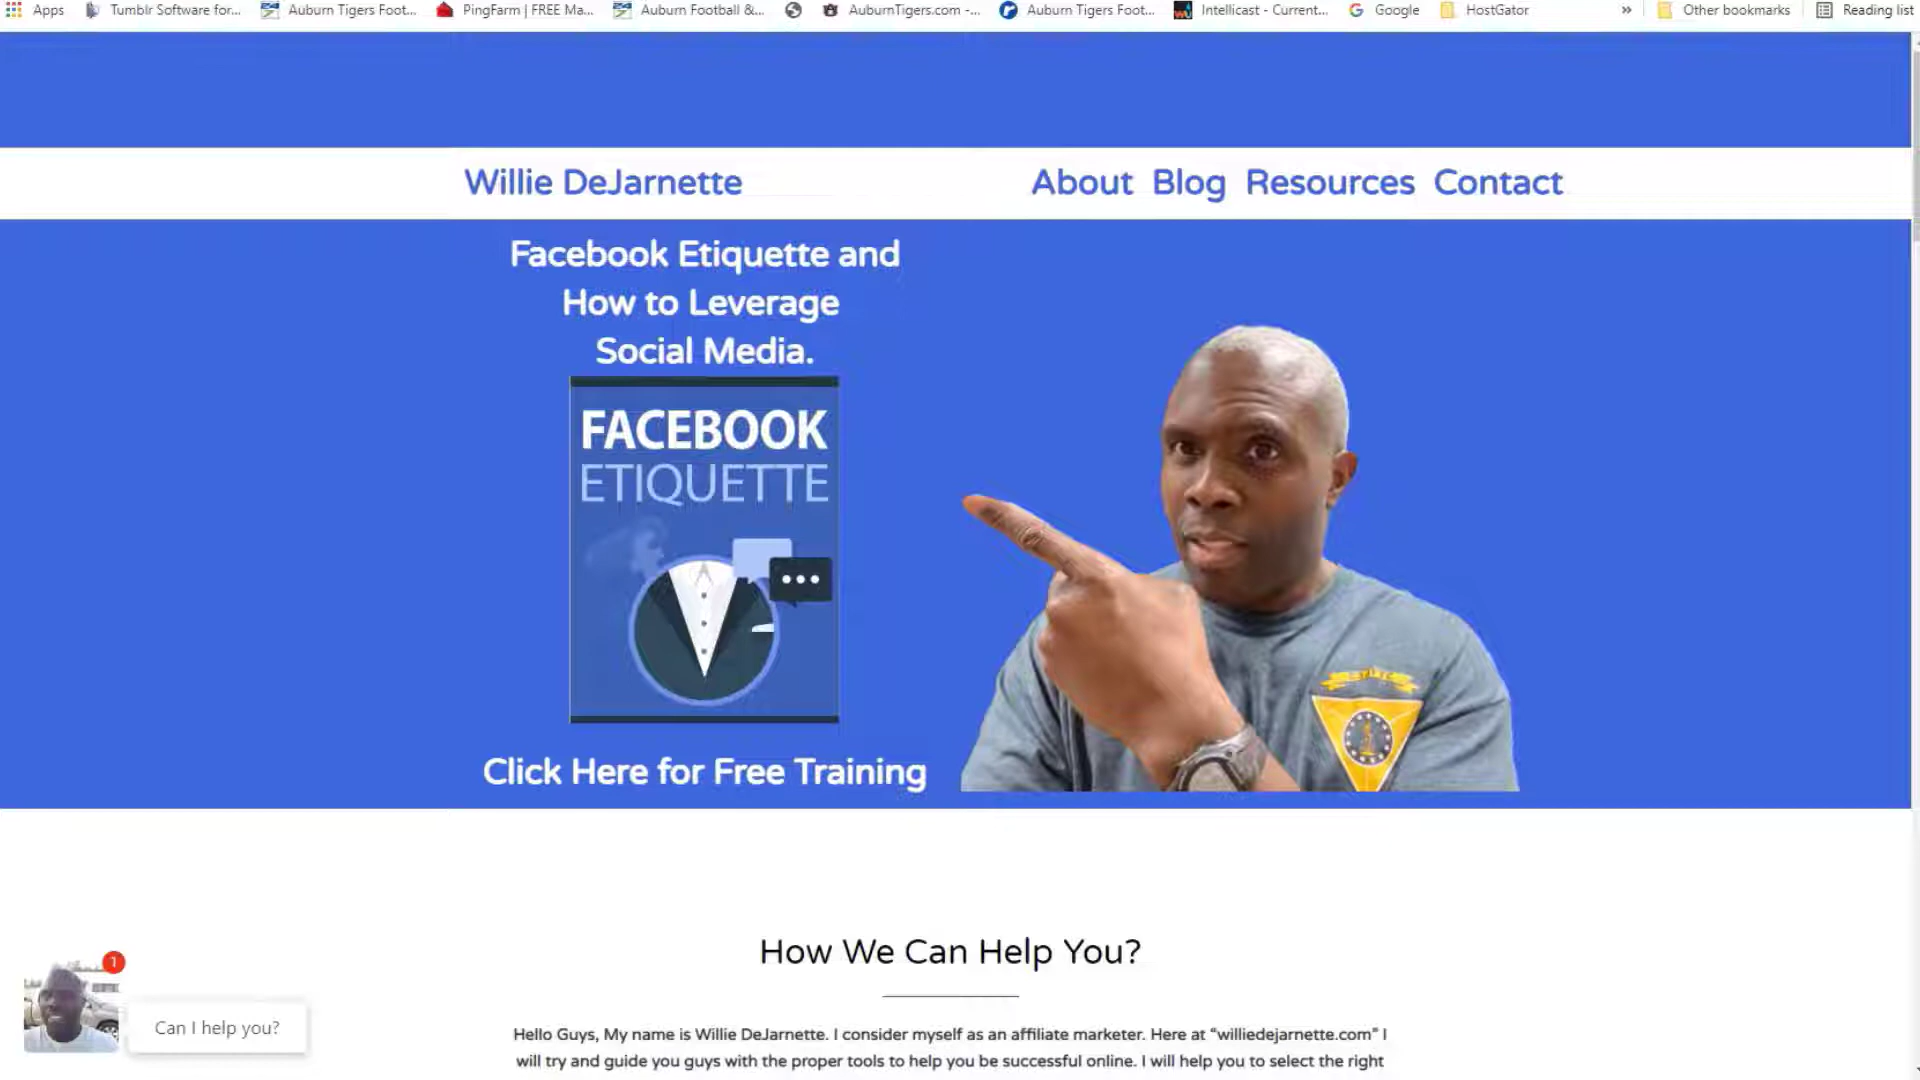 Apps Tumblr Software for... Auburn Tigers Foot... PingFarm | FREE Ma... Auburn Football &... AuburnTigers.com -... Auburn Tigers Foot... Intellicast - Current... Google HostGator » Other bookmarks Reading list
Willie DeJarnette About Blog Resources Contact
Facebook Etiquette and
How to Leverage
Social Media.
FACEBOOK
ETIQUETTE
Click Here for Free Training
How We Can Help You?
1
Can I help you?
Hello Guys, My name is Willie DeJarnette. I consider myself as an affiliate marketer. Here at “williedejarnette.com” I
will try and guide you guys with the proper tools to help you be successful online. I will help you to select the right